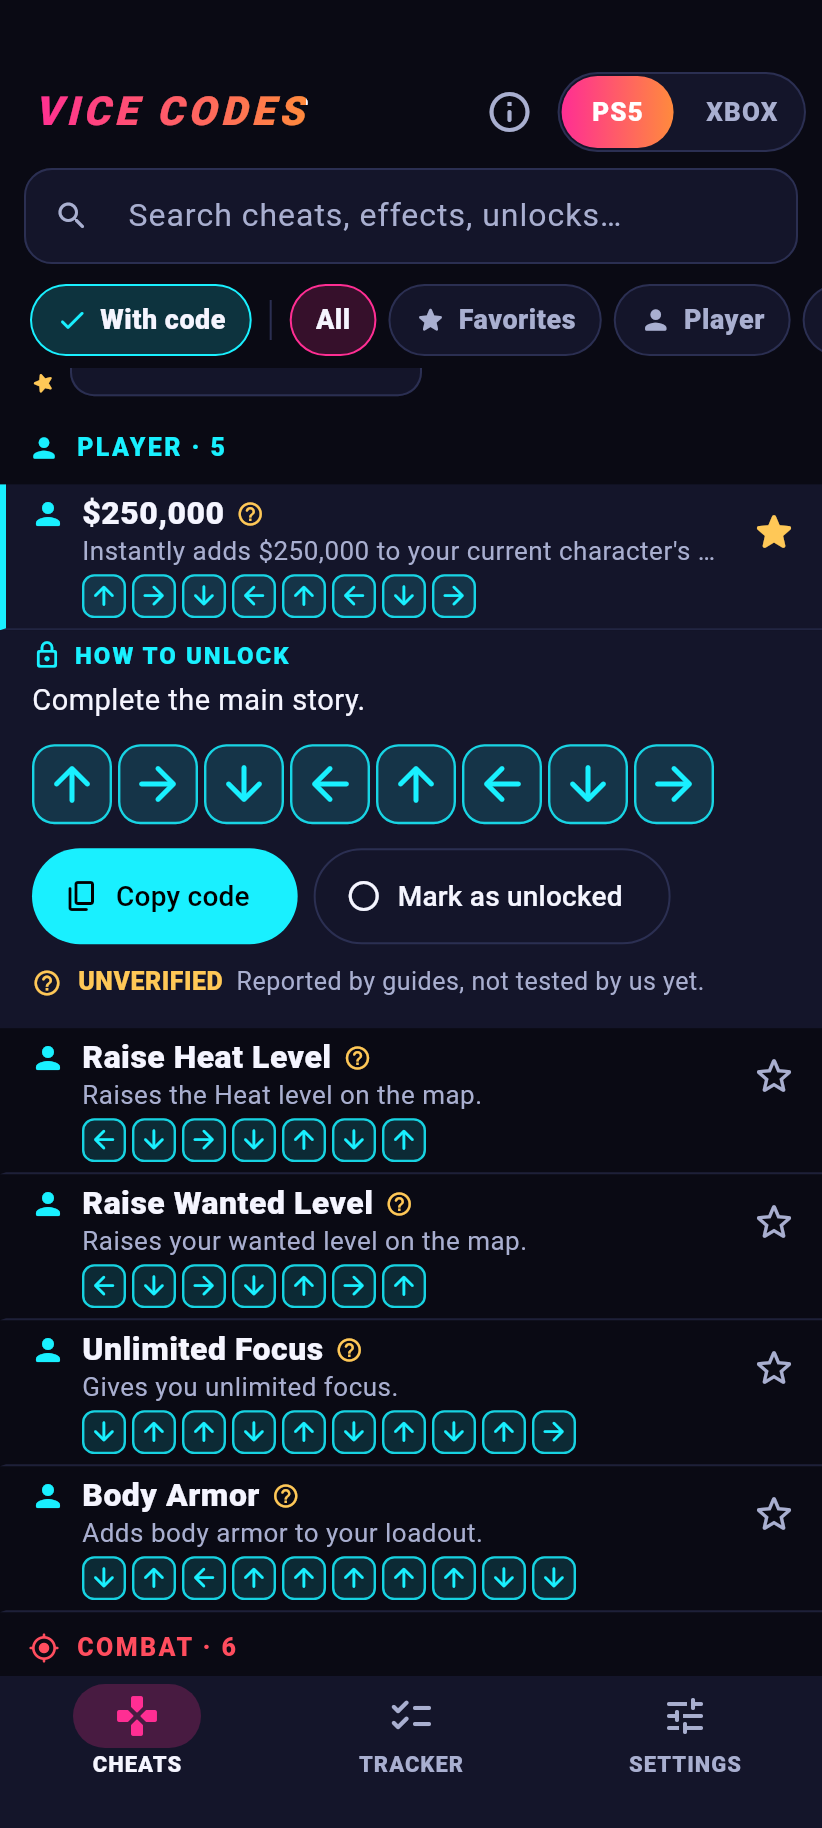 VICE CODES
PS5
XBOX
Search cheats, effects, unlocks…
With code
All
Favorites
Player
PLAYER · 5
$250,000
Instantly adds $250,000 to your current character's ...
HOW TO UNLOCK
Complete the main story.
Copy code
Mark as unlocked
UNVERIFIED Reported by guides, not tested by us yet.
Raise Heat Level
Raises the Heat level on the map.
Raise Wanted Level
Raises your wanted level on the map.
Unlimited Focus
Gives you unlimited focus.
Body Armor
Adds body armor to your loadout.
COMBAT · 6
CHEATS
TRACKER
SETTINGS